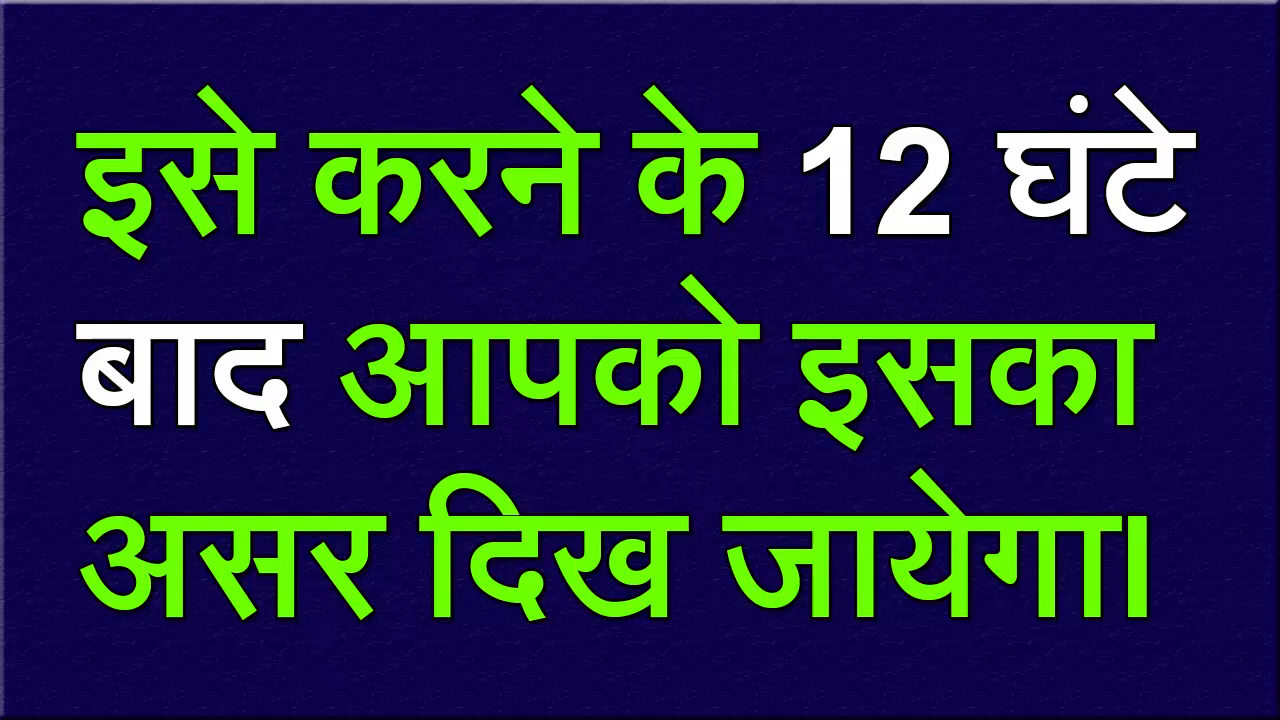 इसे करने के 12 घंटे
बाद आपको इसका
असर दिख जायेगा।